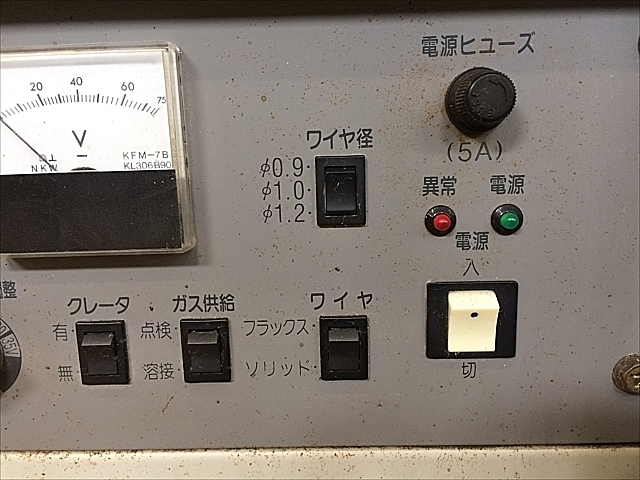 電源ヒューズ
20 40 60 75
V
KFM-7B
NKW KL306B90
ワイヤ径
φ0.9
φ1.0
φ1.2
(5A)
異常 電源
電源
入
切
整
35V
クレータ
有
無
ガス供給
点検
溶接
ワイヤ
フラックス
ソリッド